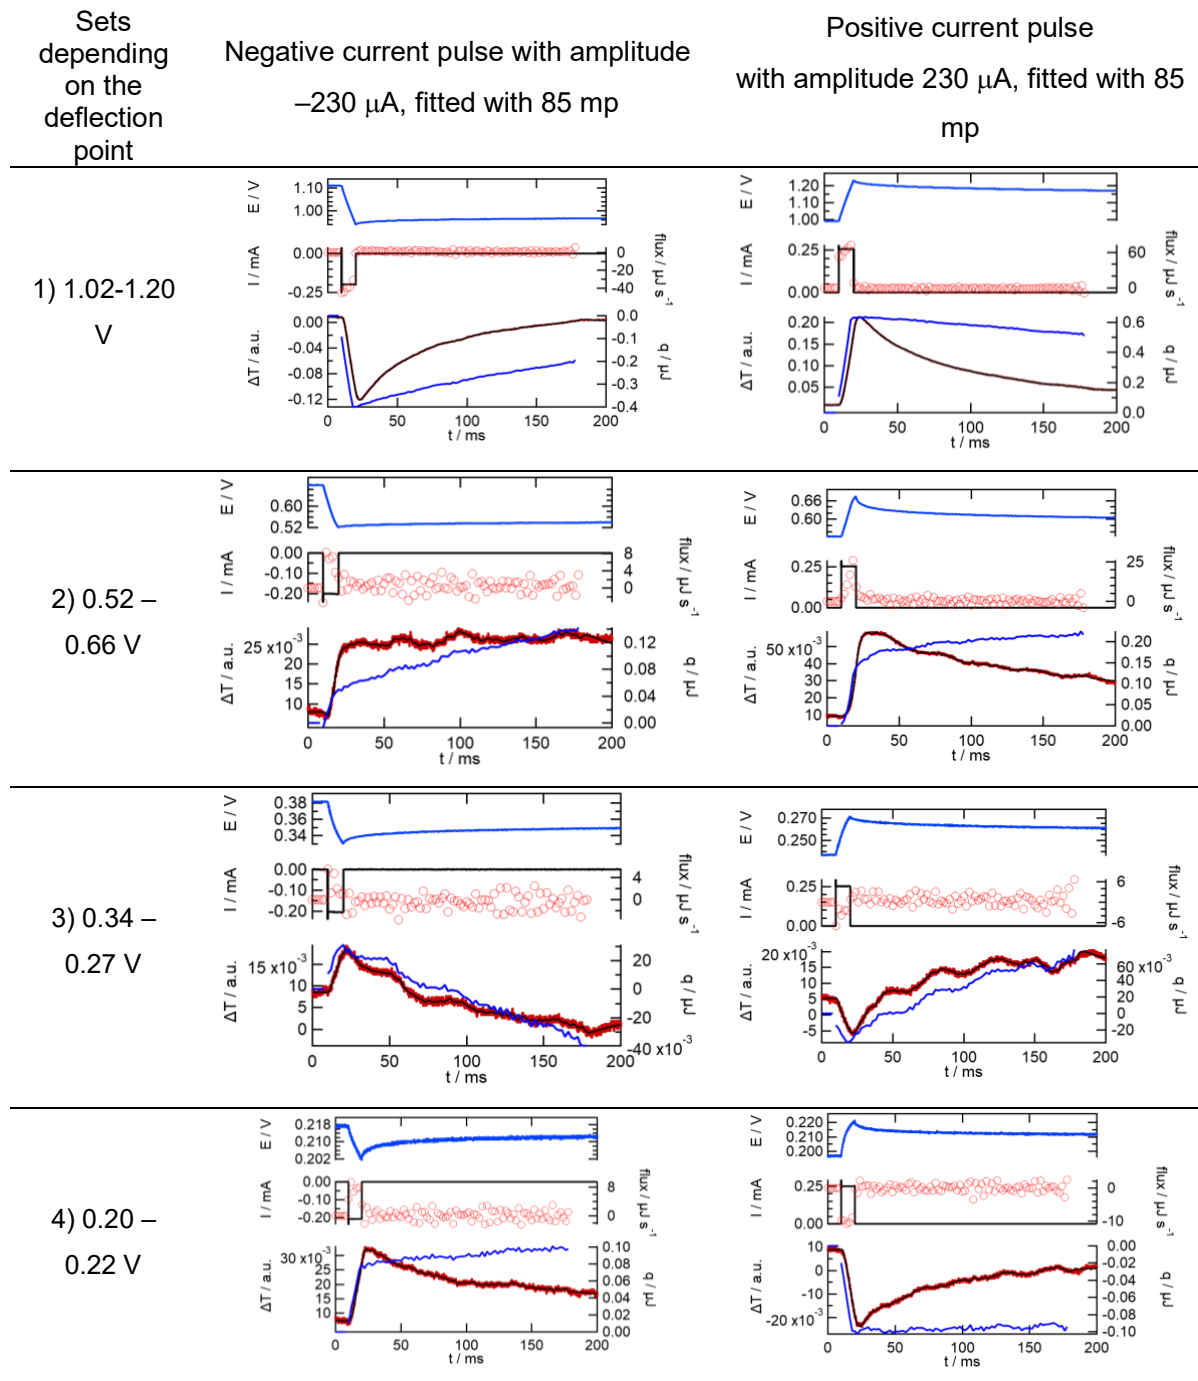 Sets
depending
on the
deflection
point
Negative current pulse with amplitude
–230 µA, fitted with 85 mp
Positive current pulse
with amplitude 230 µA, fitted with 85
mp
1) 1.02-1.20
V
E / V
1.10
1.00
I / mA
0.00
-0.25
flux / µJ s⁻¹
0
-20
-40
ΔT / a.u.
0.00
-0.04
-0.08
-0.12
q / µJ
0.0
-0.1
-0.2
-0.3
-0.4
0 50 100 150 200
t / ms
E / V
1.20
1.10
1.00
I / mA
0.25
0.00
flux / µJ s⁻¹
60
0
ΔT / a.u.
0.20
0.15
0.10
0.05
q / µJ
0.6
0.4
0.2
0.0
0 50 100 150 200
t / ms
2) 0.52 –
0.66 V
E / V
0.60
0.52
I / mA
0.00
-0.10
-0.20
flux / µJ s⁻¹
8
0
ΔT / a.u.
25 x10⁻³
20
15
10
q / µJ
0.12
0.08
0.04
0.00
0 50 100 150 200
t / ms
E / V
0.66
0.60
I / mA
0.25
0.00
flux / µJ s⁻¹
25
0
ΔT / a.u.
50 x10⁻³
40
30
20
10
q / µJ
0.20
0.15
0.10
0.05
0.00
0 50 100 150 200
t / ms
3) 0.34 –
0.27 V
E / V
0.38
0.36
0.34
I / mA
0.00
-0.10
-0.20
flux / µJ s⁻¹
4
0
ΔT / a.u.
15 x10⁻³
10
5
0
q / µJ
20
0
-20
-40 x10⁻³
0 50 100 150 200
t / ms
E / V
0.270
0.250
I / mA
0.25
0.00
flux / µJ s⁻¹
6
-6
ΔT / a.u.
20 x10⁻³
15
10
5
0
-5
q / µJ
60 x10⁻³
40
20
0
-20
0 50 100 150 200
t / ms
4) 0.20 –
0.22 V
E / V
0.218
0.210
0.202
I / mA
0.00
-0.10
-0.20
flux / µJ s⁻¹
8
0
ΔT / a.u.
30 x10⁻³
25
20
15
10
q / µJ
0.10
0.08
0.06
0.04
0.02
0.00
0 50 100 150 200
t / ms
E / V
0.220
0.210
0.200
I / mA
0.25
0.00
flux / µJ s⁻¹
0
-10
ΔT / a.u.
10
0
-10
-20 x10⁻³
q / µJ
0.00
-0.02
-0.04
-0.06
-0.08
-0.10
0 50 100 150 200
t / ms